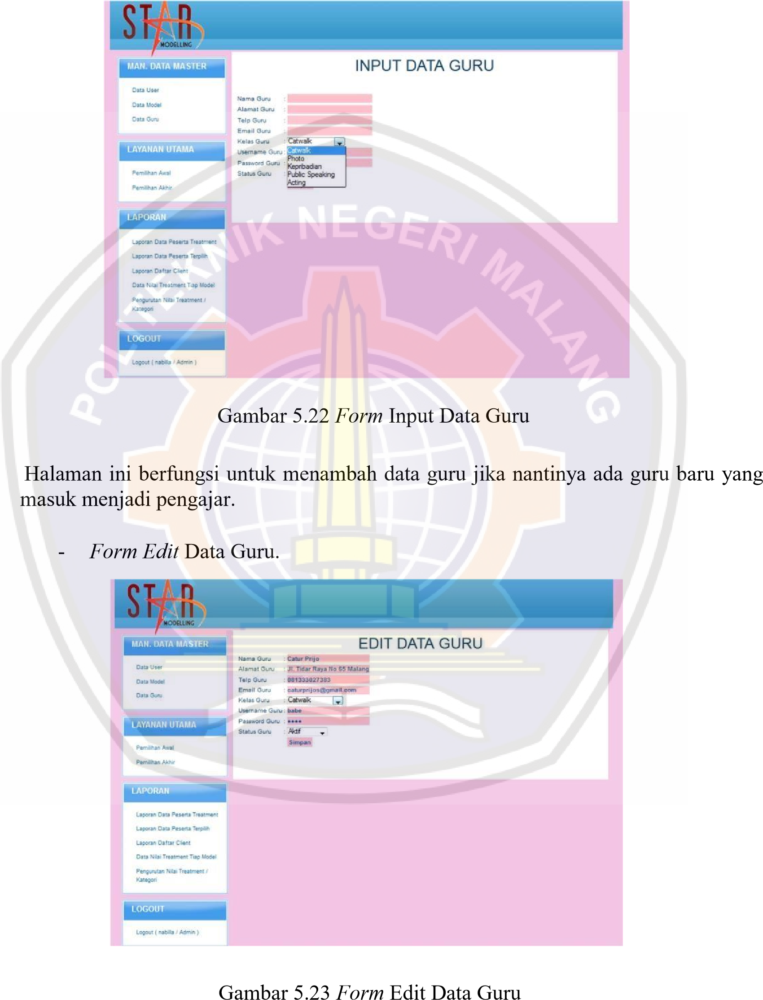 STAR
MODELLING
MAN. DATA MASTER
Data User
Data Model
Data Guru
LAYANAN UTAMA
Pemilihan Awal
Pemilihan Akhir
LAPORAN
Laporan Data Peserta Treatment
Laporan Data Peserta Terpilih
Laporan Daftar Client
Data Nilai Treatment Tiap Model
Pengurutan Nilai Treatment /
Kategori
LOGOUT
Logout ( nabilla / Admin )
INPUT DATA GURU
Nama Guru :
Alamat Guru :
Telp Guru :
Email Guru :
Kelas Guru : Catwalk
Catwalk
Photo
Kepribadian
Public Speaking
Acting
Username Guru :
Password Guru :
Status Guru :
POLITEKNIK NEGERI MALANG
Gambar 5.22 Form Input Data Guru
Halaman ini berfungsi untuk menambah data guru jika nantinya ada guru baru yang
masuk menjadi pengajar.
- Form Edit Data Guru.
STAR
MODELLING
MAN. DATA MASTER
Data User
Data Model
Data Guru
LAYANAN UTAMA
Pemilihan Awal
Pemilihan Akhir
LAPORAN
Laporan Data Peserta Treatment
Laporan Data Peserta Terpilih
Laporan Daftar Client
Data Nilai Treatment Tiap Model
Pengurutan Nilai Treatment /
Kategori
LOGOUT
Logout ( nabilla / Admin )
EDIT DATA GURU
Nama Guru : Catur Prijo
Alamat Guru : Jl. Tidar Raya No 65 Malang
Telp Guru : 081333027383
Email Guru : caturprijos@gmail.com
Kelas Guru : Catwalk
Username Guru : babe
Password Guru : ••••
Status Guru : Aktif
Simpan
Gambar 5.23 Form Edit Data Guru